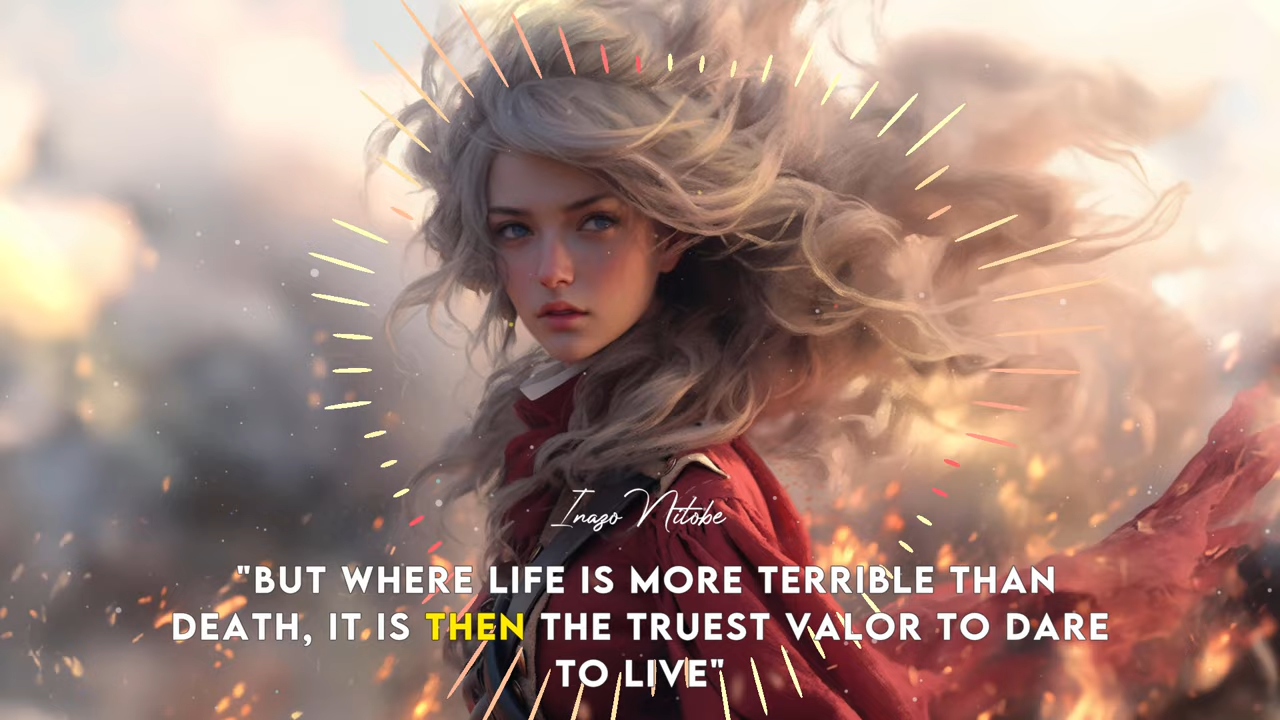 Inazo Nitobe
"BUT WHERE LIFE IS MORE TERRIBLE THAN
DEATH, IT IS THEN THE TRUEST VALOR TO DARE
TO LIVE"